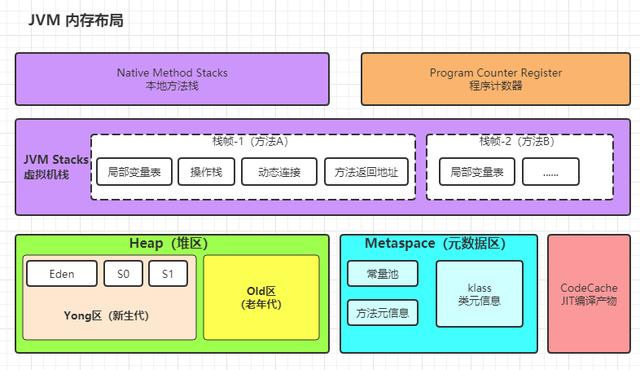 JVM 内存布局
Native Method Stacks
本地方法栈
Program Counter Register
程序计数器
JVM Stacks
虚拟机栈
栈帧-1（方法A）
局部变量表
操作栈
动态连接
方法返回地址
栈帧-2（方法B）
局部变量表
......
Heap（堆区）
Eden
S0
S1
Yong区（新生代）
Old区
（老年代）
Metaspace（元数据区）
常量池
方法元信息
klass
类元信息
CodeCache
JIT编译产物